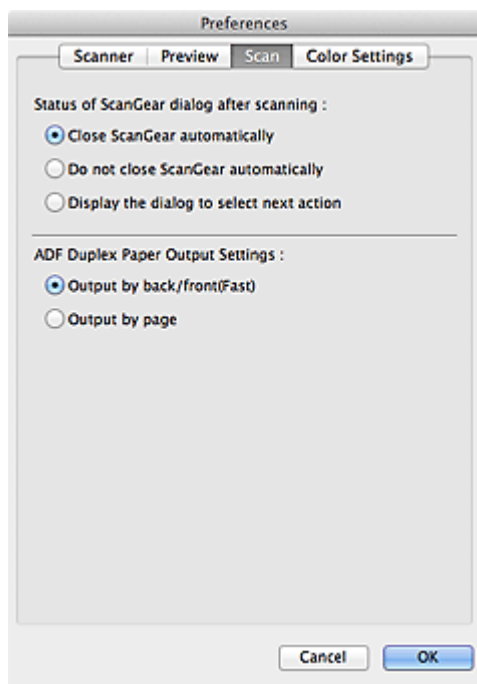 Preferences
Scanner Preview Scan Color Settings
Status of ScanGear dialog after scanning :
Close ScanGear automatically
Do not close ScanGear automatically
Display the dialog to select next action
ADF Duplex Paper Output Settings :
Output by back/front(Fast)
Output by page
Cancel OK